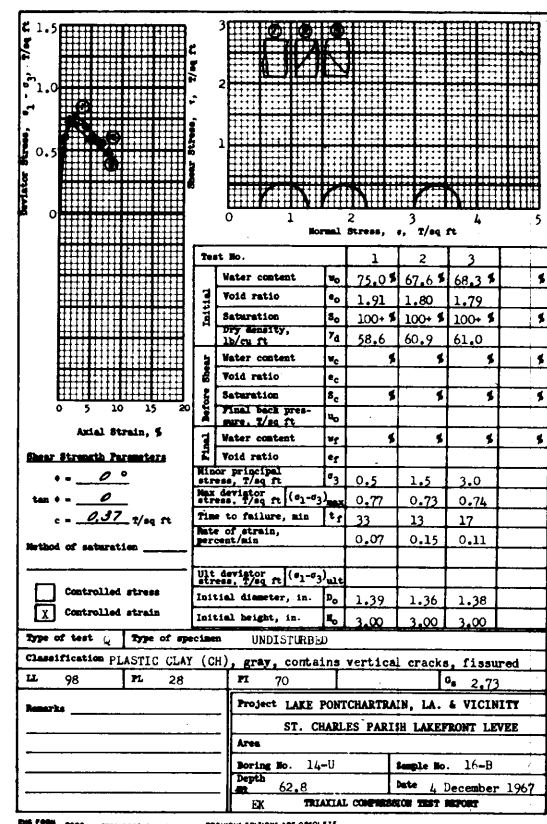 Deviator Stress, σ1 - σ3, T/sq ft
1.5
1.0
0.5
0
0 5 10 15 20
Axial Strain, %
Shear Stress, τ, T/sq ft
3
2
1
0 1 2 3 4 5
Normal Stress, σ, T/sq ft
1 2 3
Shear Strength Parameters
φ = 0 °
tan φ = 0
c = 0.37 T/sq ft
Method of saturation
Controlled stress
X Controlled strain
Test No. 1 2 3
Initial
Water content w₀ 75.0 % 67.6 % 68.3 % %
Void ratio e₀ 1.91 1.80 1.79
Saturation S₀ 100+ % 100+ % 100+ % %
Dry density, lb/cu ft γd 58.6 60.9 61.0
Before Shear
Water content wc % % % %
Void ratio ec
Saturation Sc % % % %
Final back pressure, T/sq ft u₀
Final
Water content wf % % % %
Void ratio ef
Minor principal stress, T/sq ft σ3 0.5 1.5 3.0
Max deviator stress, T/sq ft (σ1-σ3)max 0.77 0.73 0.74
Time to failure, min tf 33 13 17
Rate of strain, percent/min 0.07 0.15 0.11
Ult deviator stress, T/sq ft (σ1-σ3)ult
Initial diameter, in. D₀ 1.39 1.36 1.38
Initial height, in. H₀ 3.00 3.00 3.00
Type of test Q Type of specimen UNDISTURBED
Classification PLASTIC CLAY (CH), gray, contains vertical cracks, fissured
LL 98 PL 28 PI 70 Gs 2.73
Remarks
Project LAKE PONTCHARTRAIN, LA. & VICINITY
ST. CHARLES PARISH LAKEFRONT LEVEE
Area
Boring No. 14-U Sample No. 16-B
Depth 62.8 Date 4 December 1967
EK TRIAXIAL COMPRESSION TEST REPORT